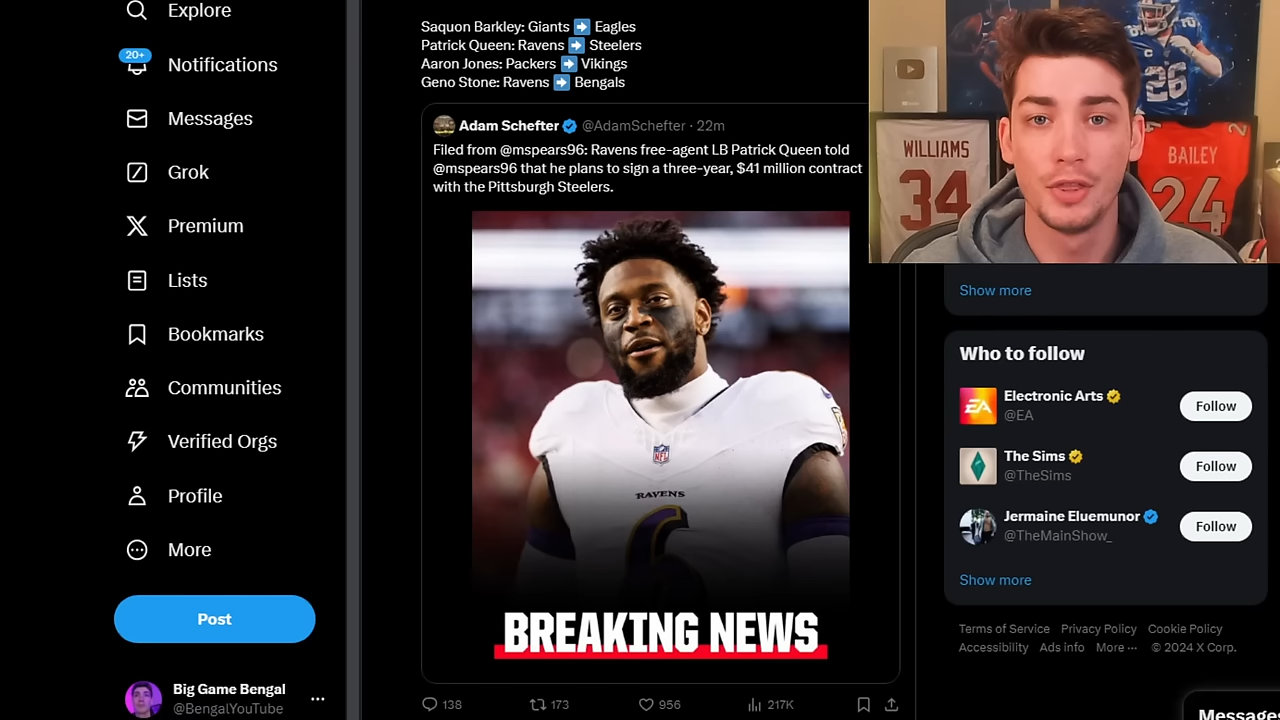 Explore
20+
Notifications
Messages
Grok
Premium
Lists
Bookmarks
Communities
Verified Orgs
Profile
More
Post
Big Game Bengal
@BengalYouTube
Saquon Barkley: Giants ➡️ Eagles
Patrick Queen: Ravens ➡️ Steelers
Aaron Jones: Packers ➡️ Vikings
Geno Stone: Ravens ➡️ Bengals
Adam Schefter @AdamSchefter · 22m
Filed from @mspears96: Ravens free-agent LB Patrick Queen told
@mspears96 that he plans to sign a three-year, $41 million contract
with the Pittsburgh Steelers.
NFL
RAVENS
6
BREAKING NEWS
138 173 956 217K
26
WILLIAMS
34
BAILEY
24
Show more
Who to follow
Electronic Arts
@EA
Follow
EA
The Sims
@TheSims
Follow
Jermaine Eluemunor
@TheMainShow_
Follow
Show more
Terms of Service Privacy Policy Cookie Policy
Accessibility Ads info More ··· © 2024 X Corp.
Messages